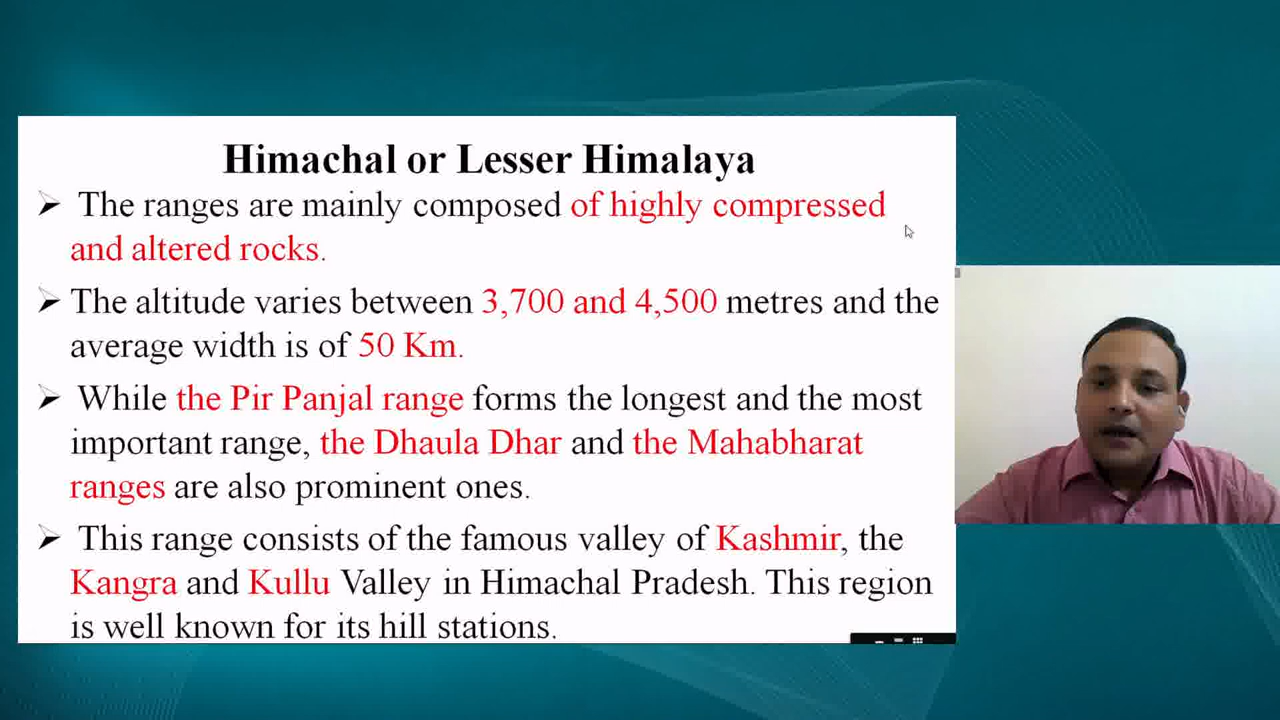 Himachal or Lesser Himalaya
➢ The ranges are mainly composed of highly compressed
and altered rocks.
➢ The altitude varies between 3,700 and 4,500 metres and the
average width is of 50 Km.
➢ While the Pir Panjal range forms the longest and the most
important range, the Dhaula Dhar and the Mahabharat
ranges are also prominent ones.
➢ This range consists of the famous valley of Kashmir, the
Kangra and Kullu Valley in Himachal Pradesh. This region
is well known for its hill stations.